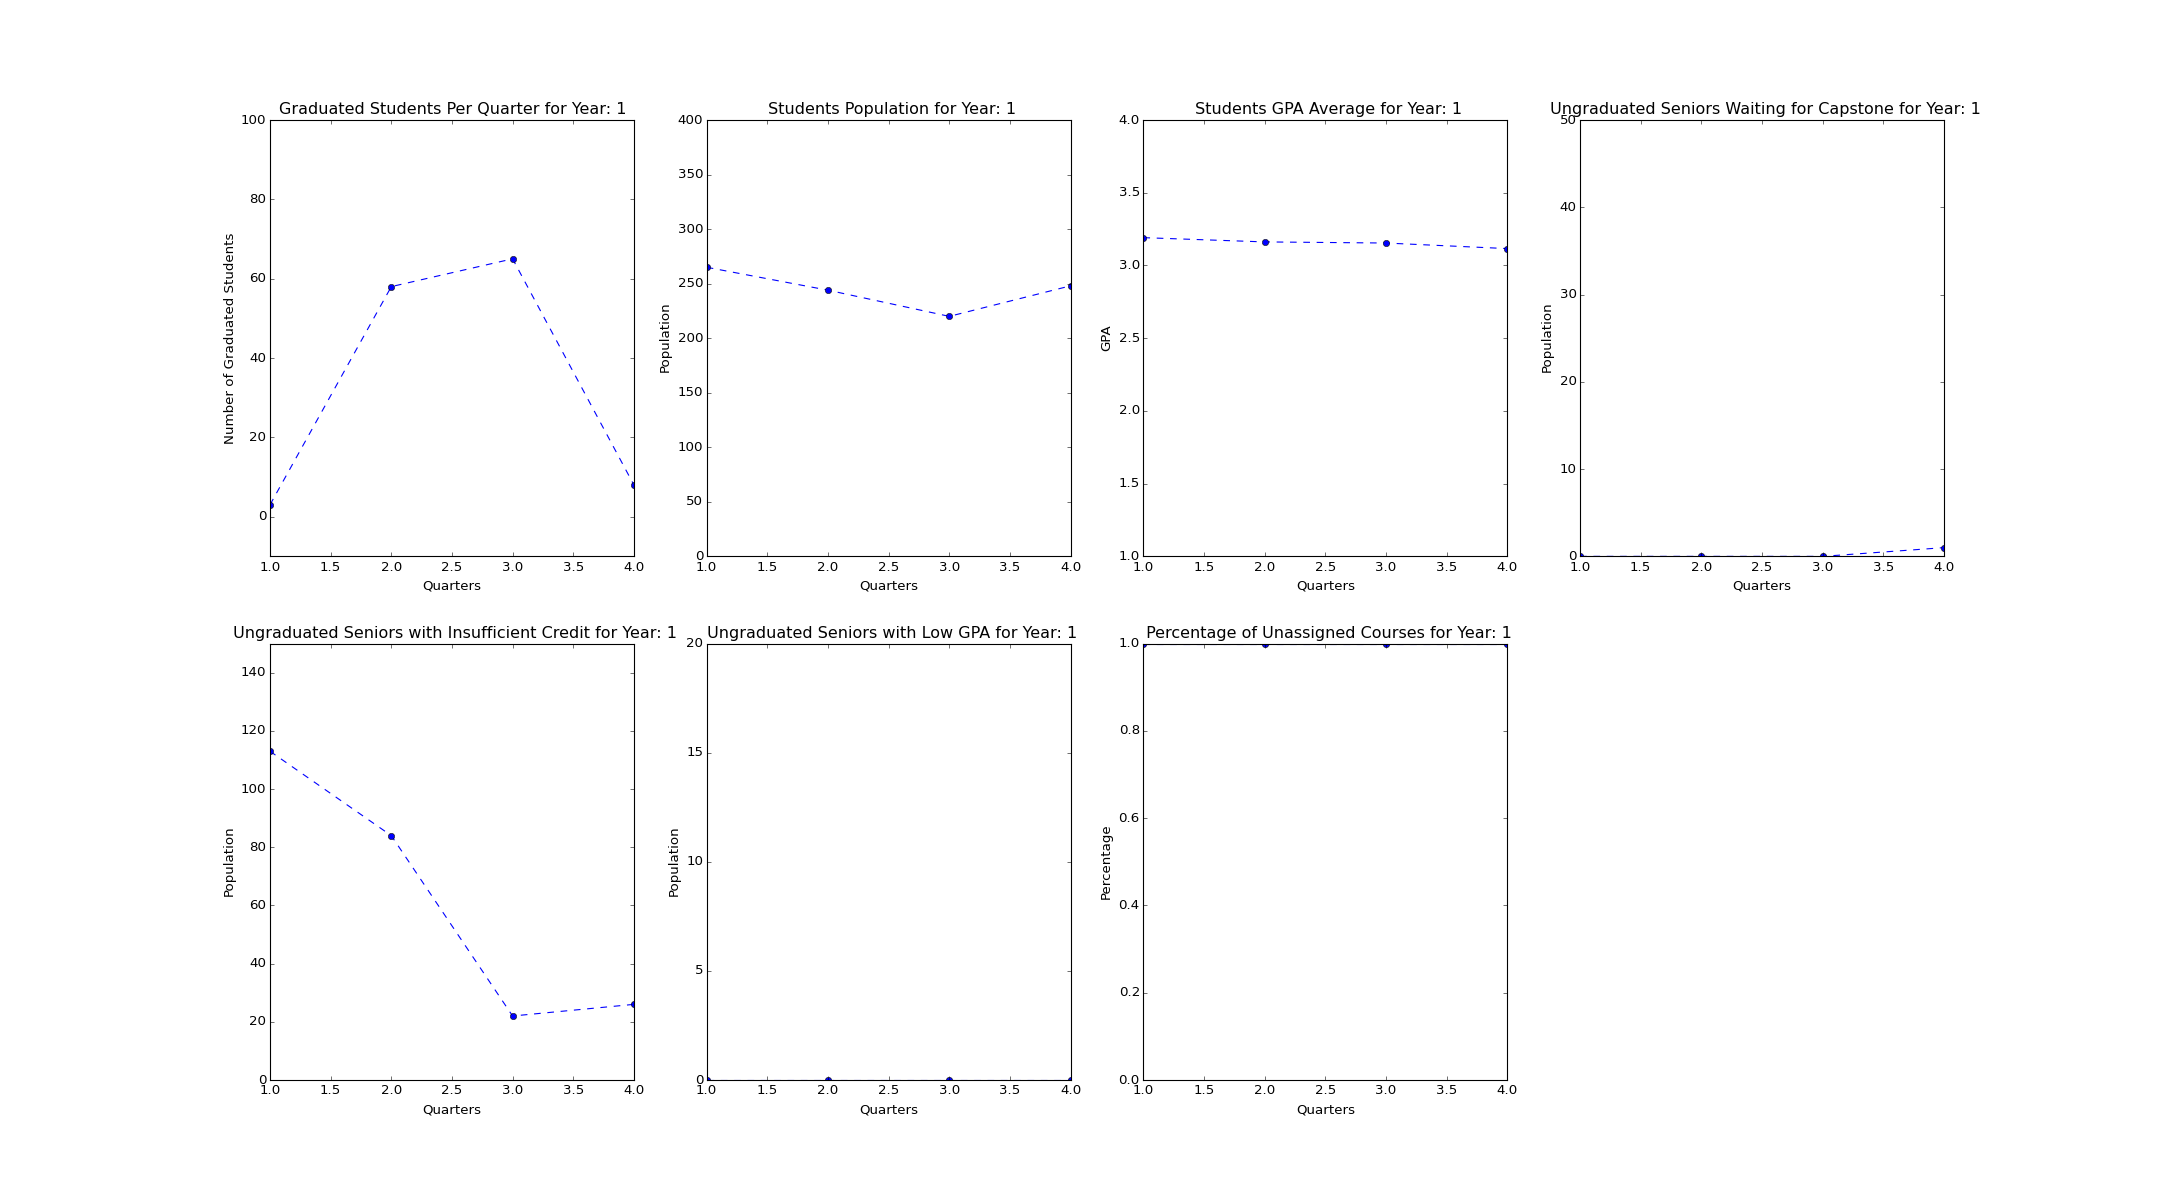 Graduated Students Per Quarter for Year: 1
100
80
60
40
20
0
Number of Graduated Students
1.0 1.5 2.0 2.5 3.0 3.5 4.0
Quarters
Students Population for Year: 1
400
350
300
250
200
150
100
50
0
Population
1.0 1.5 2.0 2.5 3.0 3.5 4.0
Quarters
Students GPA Average for Year: 1
4.0
3.5
3.0
2.5
2.0
1.5
1.0
GPA
1.0 1.5 2.0 2.5 3.0 3.5 4.0
Quarters
Ungraduated Seniors Waiting for Capstone for Year: 1
50
40
30
20
10
0
Population
1.0 1.5 2.0 2.5 3.0 3.5 4.0
Quarters
Ungraduated Seniors with Insufficient Credit for Year: 1
140
120
100
80
60
40
20
0
Population
1.0 1.5 2.0 2.5 3.0 3.5 4.0
Quarters
Ungraduated Seniors with Low GPA for Year: 1
20
15
10
5
0
Population
1.0 1.5 2.0 2.5 3.0 3.5 4.0
Quarters
Percentage of Unassigned Courses for Year: 1
1.0
0.8
0.6
0.4
0.2
0.0
Percentage
1.0 1.5 2.0 2.5 3.0 3.5 4.0
Quarters